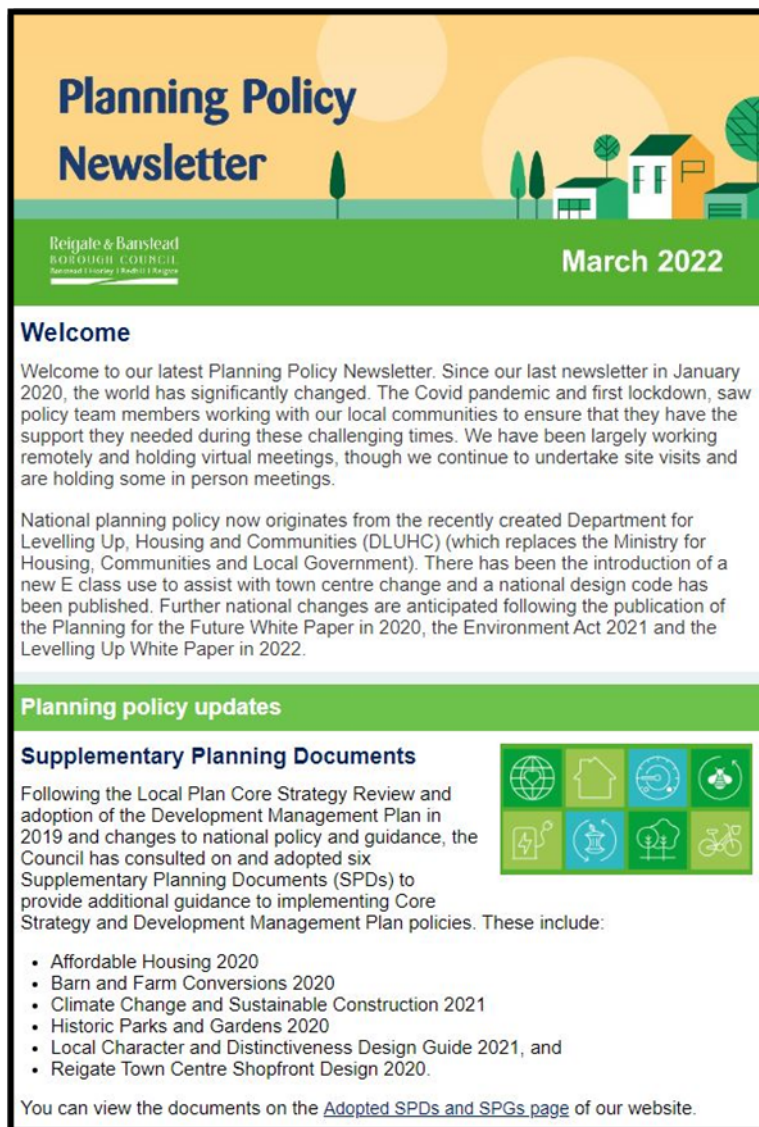 Planning Policy
Newsletter
Reigate & Banstead
BOROUGH COUNCIL
Banstead I Horley I Redhill I Reigate
March 2022
Welcome
Welcome to our latest Planning Policy Newsletter. Since our last newsletter in January
2020, the world has significantly changed. The Covid pandemic and first lockdown, saw
policy team members working with our local communities to ensure that they have the
support they needed during these challenging times. We have been largely working
remotely and holding virtual meetings, though we continue to undertake site visits and
are holding some in person meetings.
National planning policy now originates from the recently created Department for
Levelling Up, Housing and Communities (DLUHC) (which replaces the Ministry for
Housing, Communities and Local Government). There has been the introduction of a
new E class use to assist with town centre change and a national design code has
been published. Further national changes are anticipated following the publication of
the Planning for the Future White Paper in 2020, the Environment Act 2021 and the
Levelling Up White Paper in 2022.
Planning policy updates
Supplementary Planning Documents
Following the Local Plan Core Strategy Review and
adoption of the Development Management Plan in
2019 and changes to national policy and guidance, the
Council has consulted on and adopted six
Supplementary Planning Documents (SPDs) to
provide additional guidance to implementing Core
Strategy and Development Management Plan policies. These include:
• Affordable Housing 2020
• Barn and Farm Conversions 2020
• Climate Change and Sustainable Construction 2021
• Historic Parks and Gardens 2020
• Local Character and Distinctiveness Design Guide 2021, and
• Reigate Town Centre Shopfront Design 2020.
You can view the documents on the Adopted SPDs and SPGs page of our website.